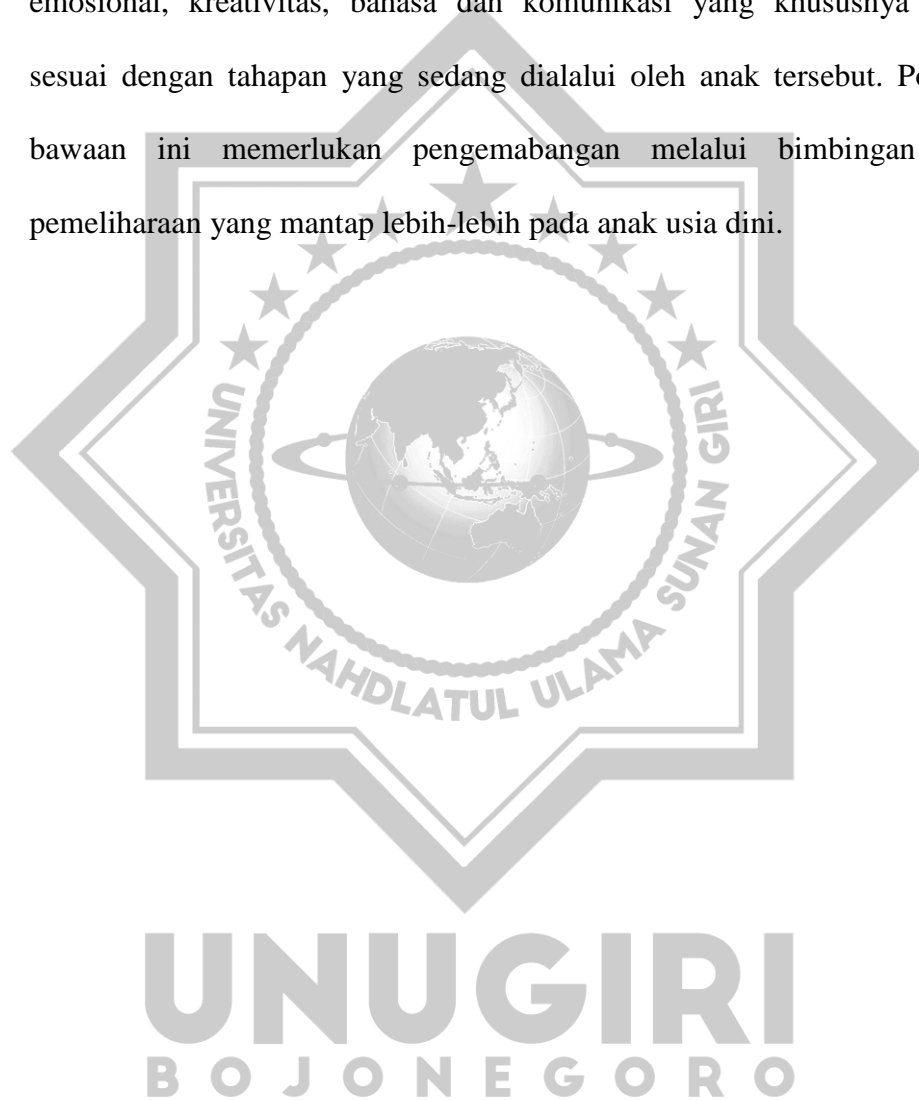 emosional, kreativitas, bahasa dan komunikasi yang khususnya
sesuai dengan tahapan yang sedang dialalui oleh anak tersebut.
bawaan ini memerlukan pengemabangan melalui bimbingan
pemeliharaan yang mantap lebih-lebih pada anak usia dini.
UNIVERSITAS NAHDLATUL ULAMA SUNAN GIRI
UNUGIRI
BOJONEGORO